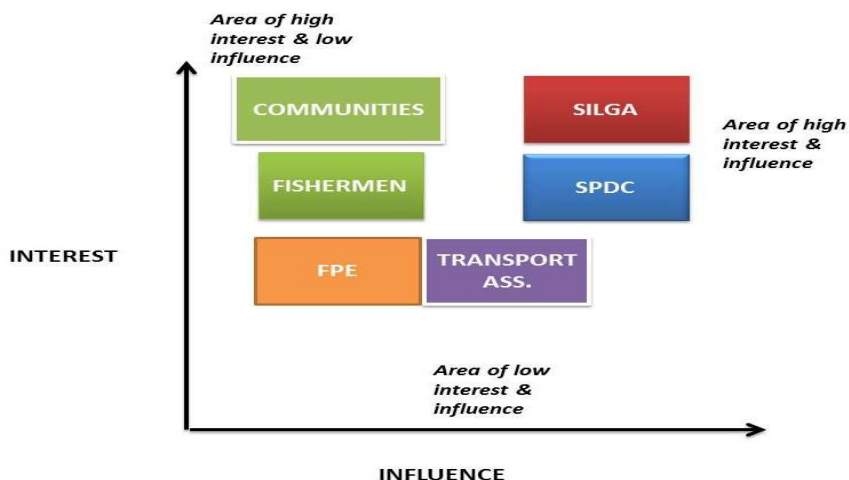 Area of high
interest & low
influence
COMMUNITIES
SILGA
Area of high
interest &
influence
FISHERMEN
SPDC
INTEREST
FPE
TRANSPORT
ASS.
Area of low
interest &
influence
INFLUENCE